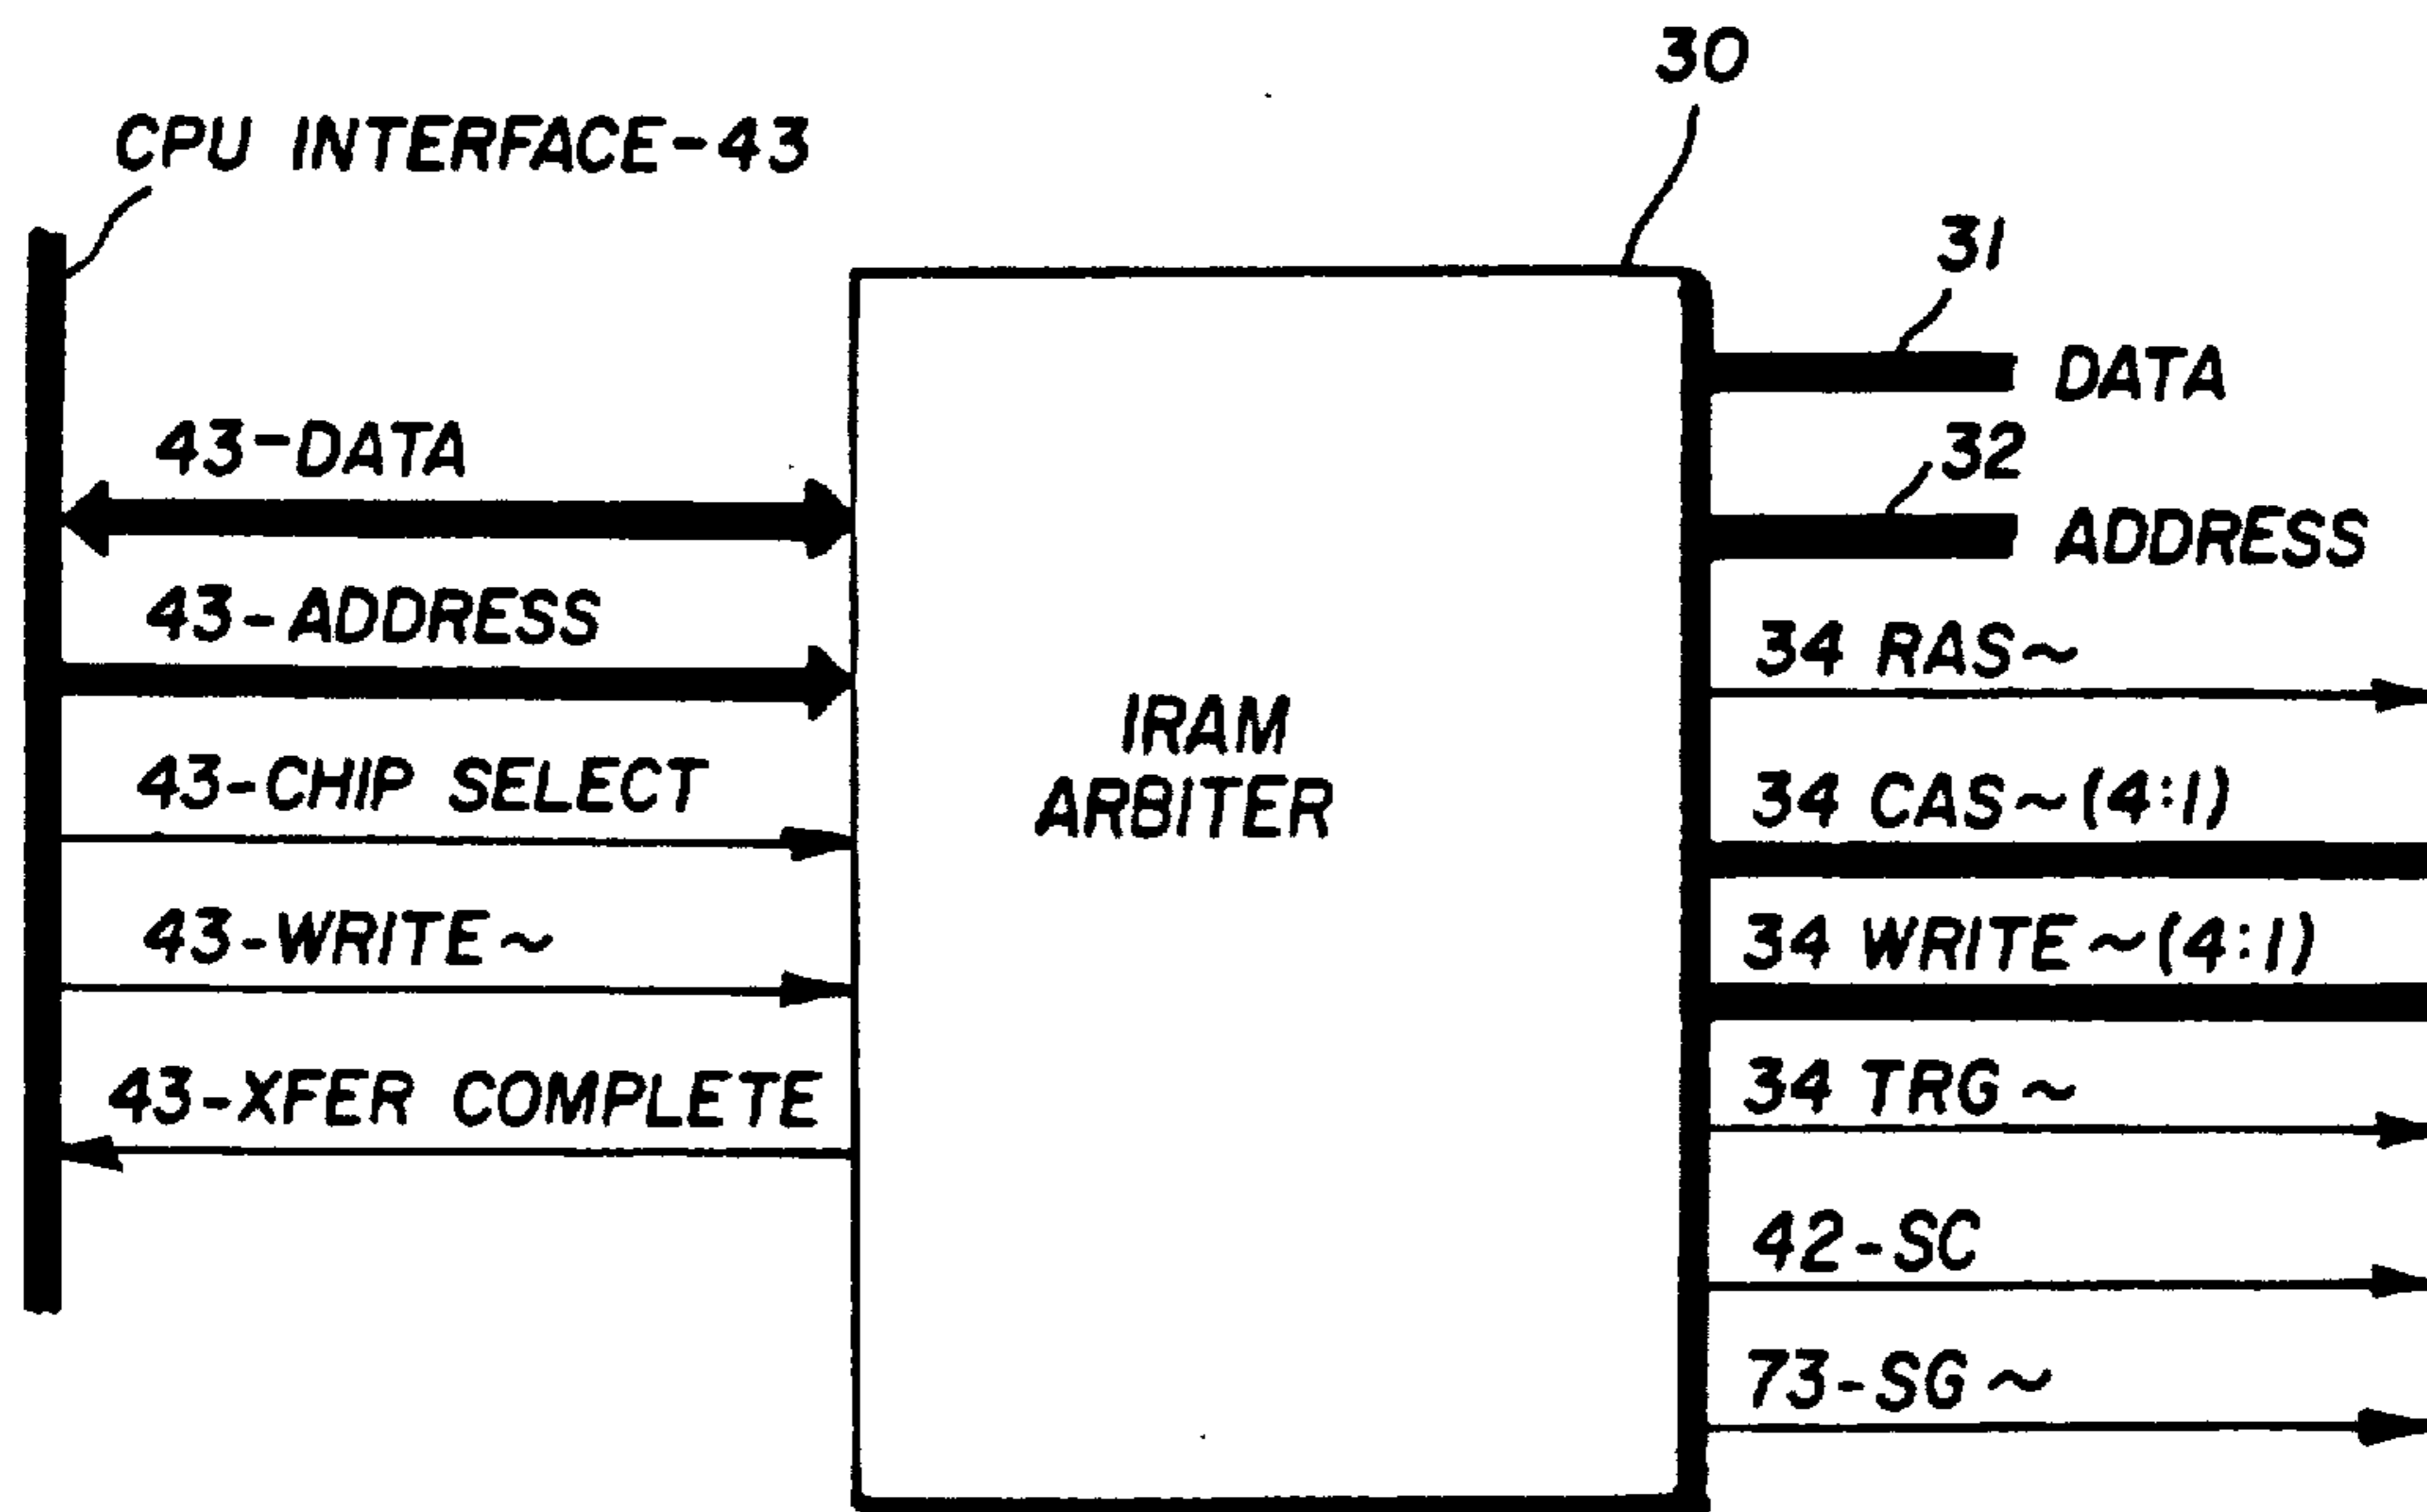 30
CPU INTERFACE-43
31
DATA
43-DATA
32
ADDRESS
43-ADDRESS
34 RAS~
IRAM
ARBITER
43-CHIP SELECT
34 CAS~(4:1)
43-WRITE~
34 WRITE~(4:1)
43-XFER COMPLETE
34 TRG~
42-SC
73-SG~